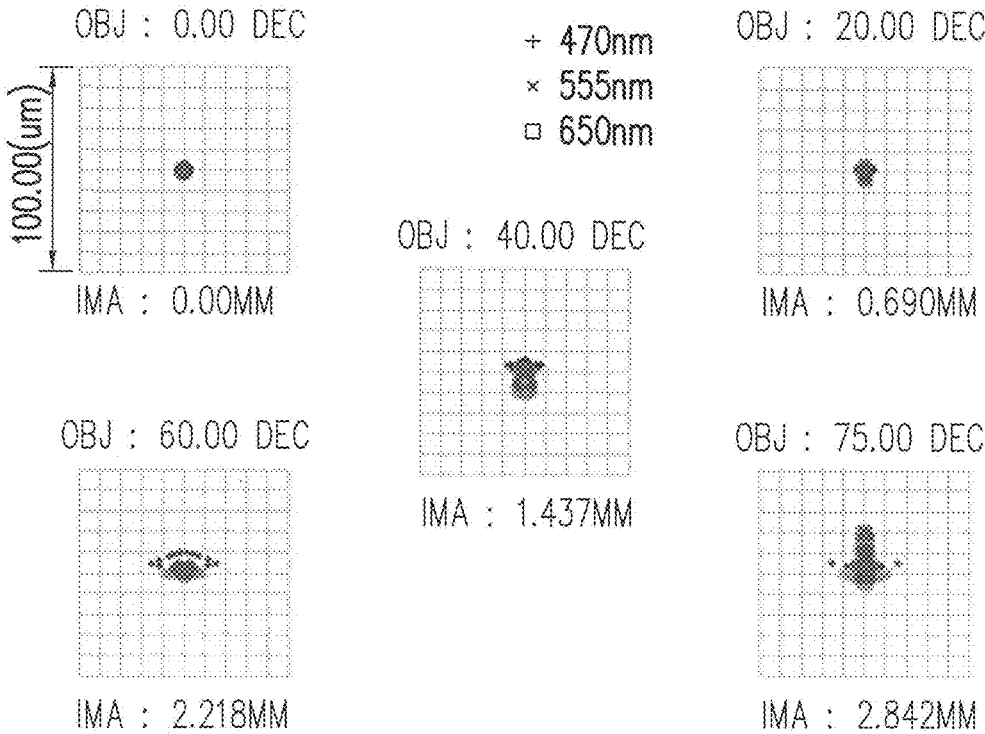 OBJ : 0.00 DEC
+ 470nm
× 555nm
□ 650nm
OBJ : 20.00 DEC
100.00(um)
IMA : 0.00MM
OBJ : 40.00 DEC
IMA : 0.690MM
IMA : 1.437MM
OBJ : 60.00 DEC
OBJ : 75.00 DEC
IMA : 2.218MM
IMA : 2.842MM